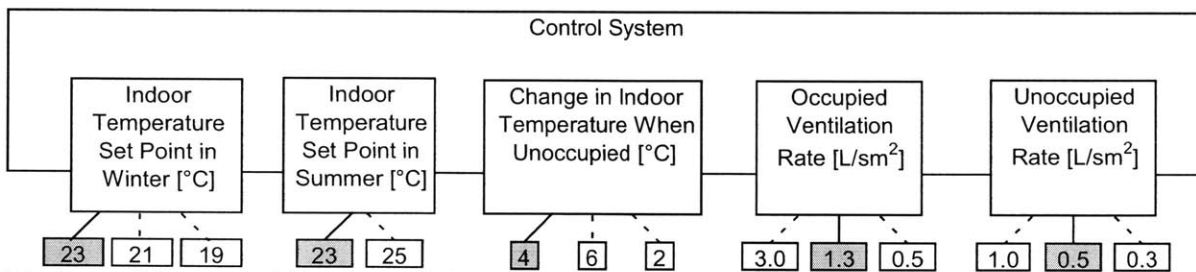 Control System
Indoor
Temperature
Set Point in
Winter [°C]
Indoor
Temperature
Set Point in
Summer [°C]
Change in Indoor
Temperature When
Unoccupied [°C]
Occupied
Ventilation
Rate [L/sm²]
Unoccupied
Ventilation
Rate [L/sm²]
23 21 19 23 25 4 6 2 3.0 1.3 0.5 1.0 0.5 0.3